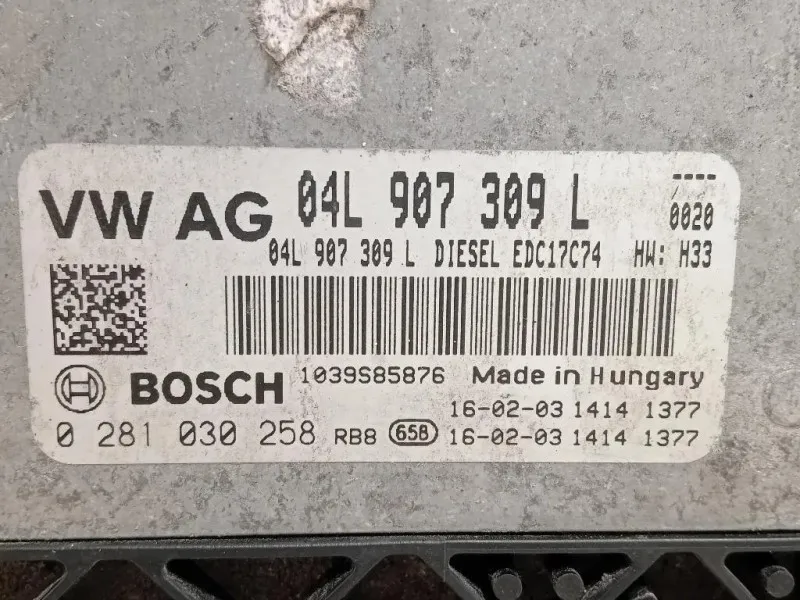 VW AG 04L 907 309 L ----
/---- 0020
04L 907 309 L DIESEL EDC17C74 HW: H33
BOSCH 1039S85876 Made in Hungary
16-02-03 1414 1377
0 281 030 258 RB8 65B 16-02-03 1414 1377